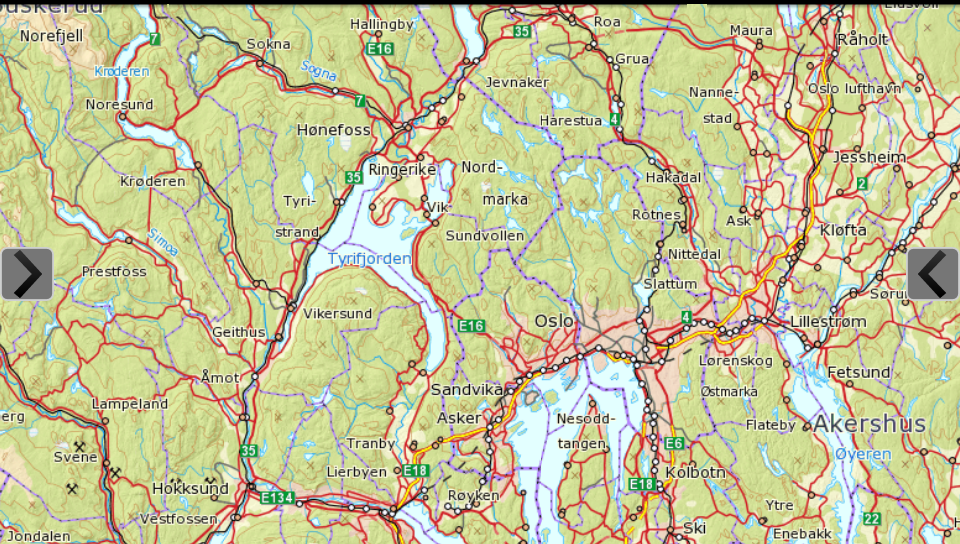 Norefjell
7
Sokna
Hallingby
E16
35
Roa
Maura
Råholt
Krøderen
Sogna
Jevnaker
Grua
Oslo lufthavn
Noresund
7
Nanne-
stad
Hønefoss
Harestua
4
Jessheim
35
Ringerike
Nord-
marka
Hakadal
2
Krøderen
Tyri-
strand
Vik
Rotnes
Ask
Kløfta
Simoa
Sundvollen
Prestfoss
Tyrifjorden
Nittedal
Slattum
Vikersund
E16
Oslo
4
Lillestrøm
Geithus
Lørenskog
Åmot
Sandvika
Østmarka
Fetsund
Lampeland
Asker
Nesodd-
tangen
Flateby
Akershus
35
Svene
Tranby
E6
Øyeren
Lierbyen
E18
E18
Kolbotn
Hokksund
E134
Røyken
Ytre
Enebakk
22
Vestfossen
Ski
Jondalen